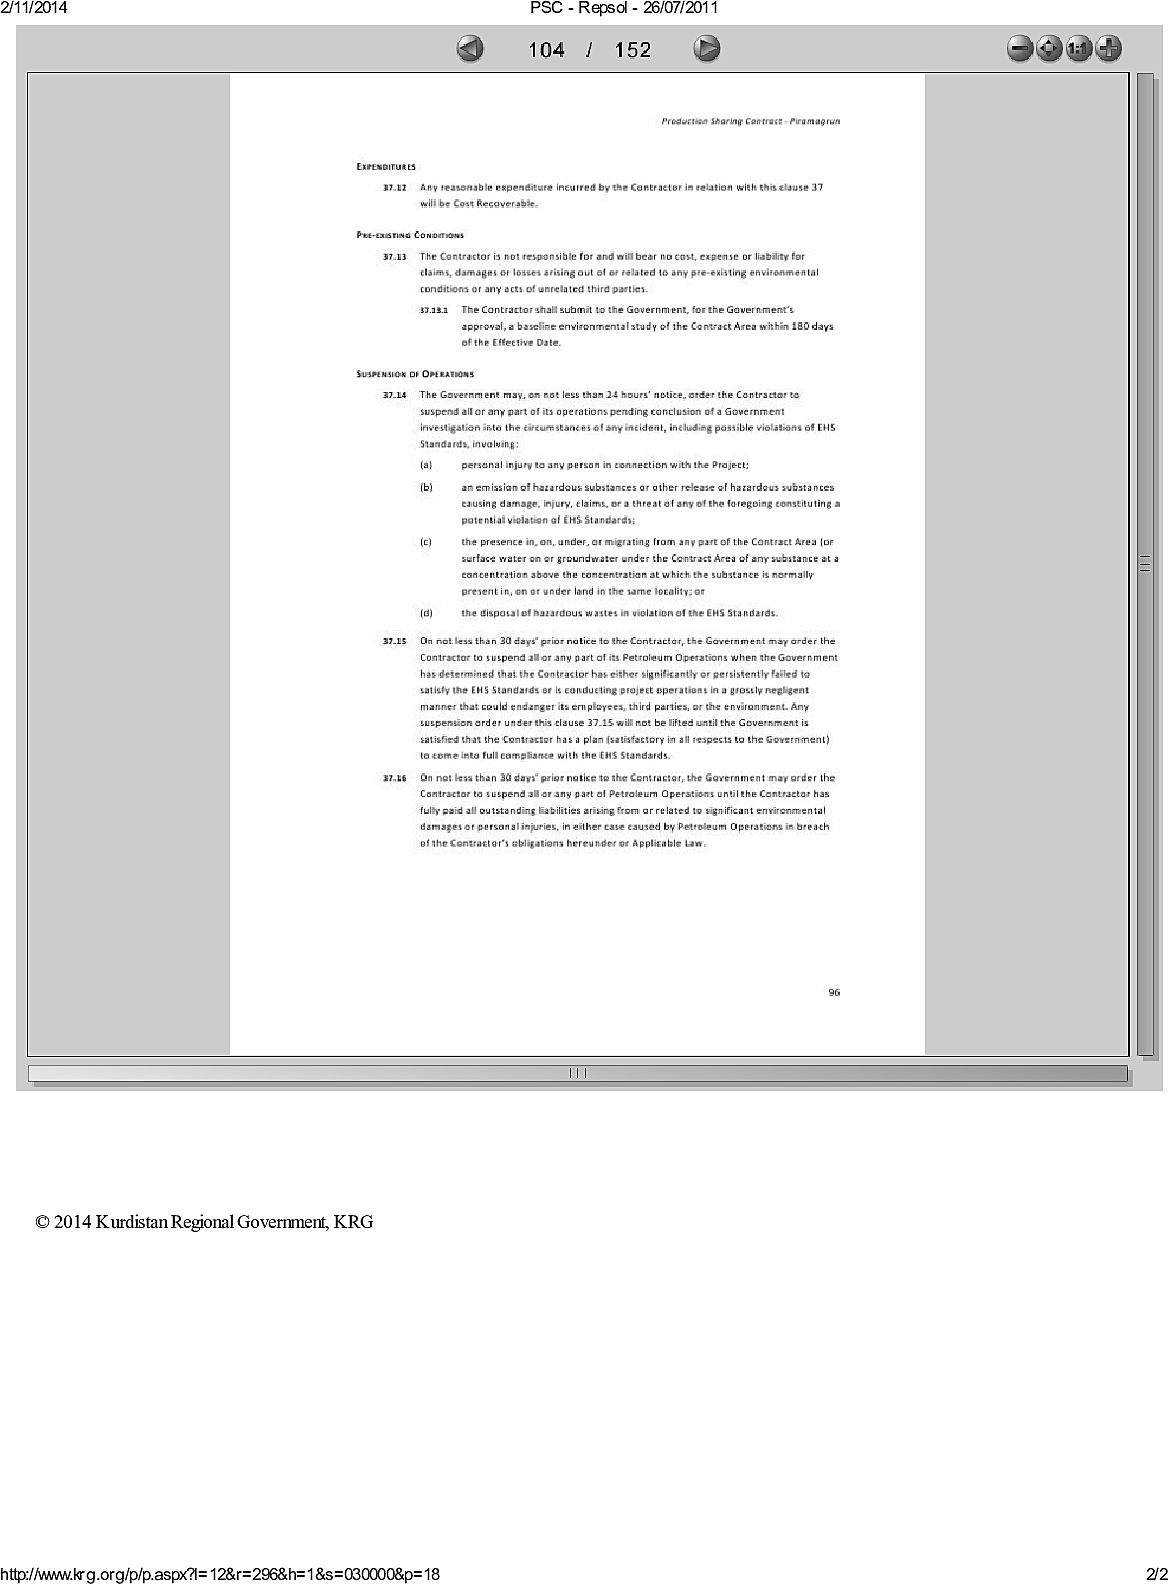 2/11/2014 PSC - Repsol - 26/07/2011
104 / 152
1:1
Production Sharing Contract - Piramagrun
EXPENDITURES
37.12 Any reasonable expenditure incurred by the Contractor in relation with this clause 37
will be Cost Recoverable.
PRE-EXISTING CONDITIONS
37.13 The Contractor is not responsible for and will bear no cost, expense or liability for
claims, damages or losses arising out of or related to any pre-existing environmental
conditions or any acts of unrelated third parties.
37.13.1 The Contractor shall submit to the Government, for the Government's
approval, a baseline environmental study of the Contract Area within 180 days
of the Effective Date.
SUSPENSION OF OPERATIONS
37.14 The Government may, on not less than 24 hours' notice, order the Contractor to
suspend all or any part of its operations pending conclusion of a Government
investigation into the circumstances of any incident, including possible violations of EHS
Standards, involving:
(a) personal injury to any person in connection with the Project;
(b) an emission of hazardous substances or other release of hazardous substances
causing damage, injury, claims, or a threat of any of the foregoing constituting a
potential violation of EHS Standards;
(c) the presence in, on, under, or migrating from any part of the Contract Area (or
surface water on or groundwater under the Contract Area of any substance at a
concentration above the concentration at which the substance is normally
present in, on or under land in the same locality; or
(d) the disposal of hazardous wastes in violation of the EHS Standards.
37.15 On not less than 30 days' prior notice to the Contractor, the Government may order the
Contractor to suspend all or any part of its Petroleum Operations when the Government
has determined that the Contractor has either significantly or persistently failed to
satisfy the EHS Standards or is conducting project operations in a grossly negligent
manner that could endanger its employees, third parties, or the environment. Any
suspension order under this clause 37.15 will not be lifted until the Government is
satisfied that the Contractor has a plan (satisfactory in all respects to the Government)
to come into full compliance with the EHS Standards.
37.16 On not less than 30 days' prior notice to the Contractor, the Government may order the
Contractor to suspend all or any part of Petroleum Operations until the Contractor has
fully paid all outstanding liabilities arising from or related to significant environmental
damages or personal injuries, in either case caused by Petroleum Operations in breach
of the Contractor's obligations hereunder or Applicable Law.
96
© 2014 Kurdistan Regional Government, KRG
http://www.krg.org/p/p.aspx?l=12&r=296&h=1&s=030000&p=18 2/2